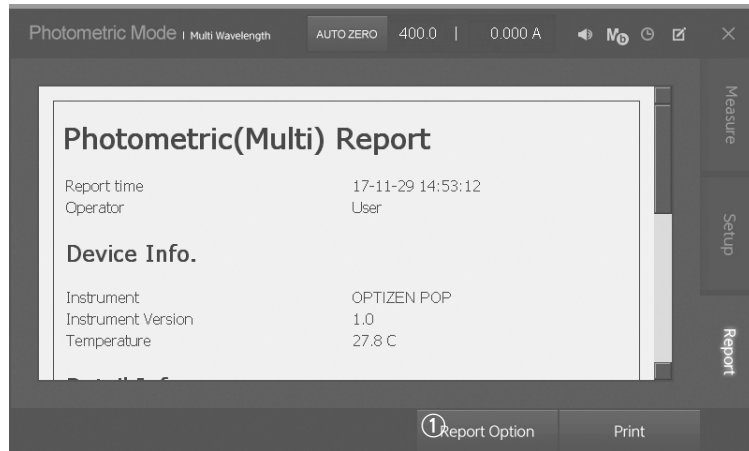 Photometric Mode | Multi Wavelength AUTO ZERO 400.0 | 0.000 A
Measure
Setup
Report
Photometric(Multi) Report
Report time 17-11-29 14:53:12
Operator User
Device Info.
Instrument OPTIZEN POP
Instrument Version 1.0
Temperature 27.8 C
① Report Option Print